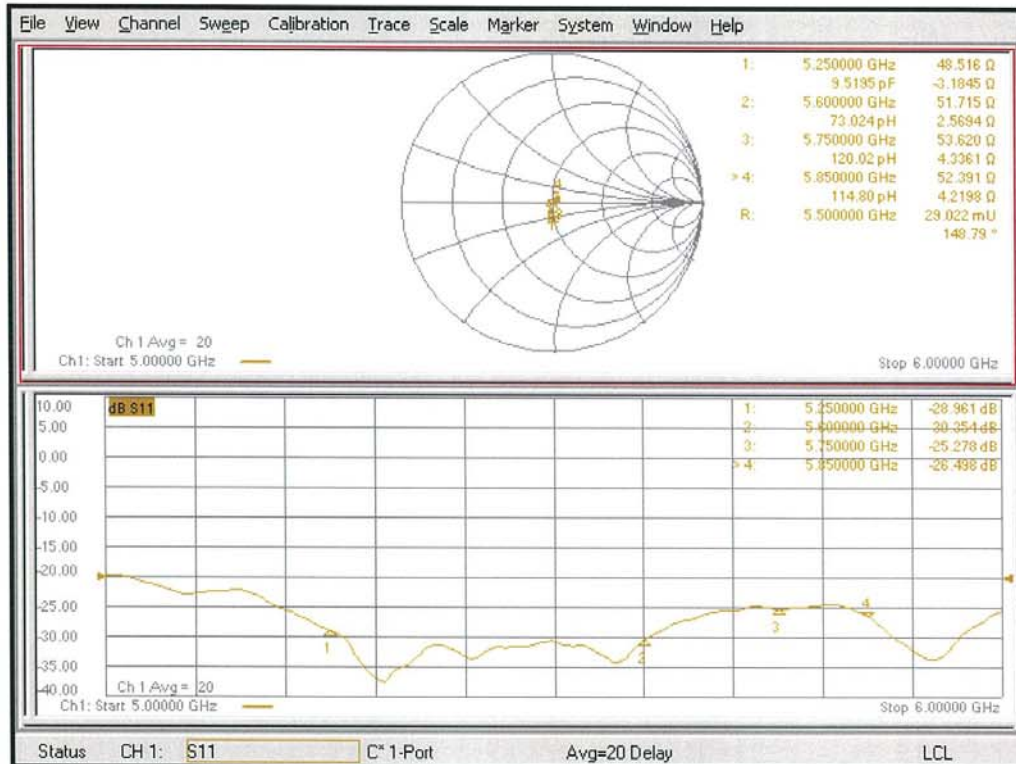 File View Channel Sweep Calibration Trace Scale Marker System Window Help
1: 5.250000 GHz 48.516 Ω
9.5195 pF -3.1845 Ω
2: 5.600000 GHz 51.715 Ω
73.024 pH 2.5694 Ω
3: 5.750000 GHz 53.620 Ω
120.02 pH 4.3361 Ω
> 4: 5.850000 GHz 52.391 Ω
114.80 pH 4.2198 Ω
R: 5.500000 GHz 29.022 mU
148.79 °
4
Ch 1 Avg = 20
Ch1: Start 5.00000 GHz
Stop 6.00000 GHz
10.00 dB S11 1: 5.250000 GHz -28.961 dB
5.00 2: 5.600000 GHz -30.354 dB
0.00 3: 5.750000 GHz -25.278 dB
> 4: 5.850000 GHz -26.498 dB
-5.00
-10.00
-15.00
-20.00
-25.00
4
3
-30.00
1
2
-35.00
-40.00
Ch 1 Avg = 20
Ch1: Start 5.00000 GHz
Stop 6.00000 GHz
Status CH 1: S11 C* 1-Port Avg=20 Delay LCL